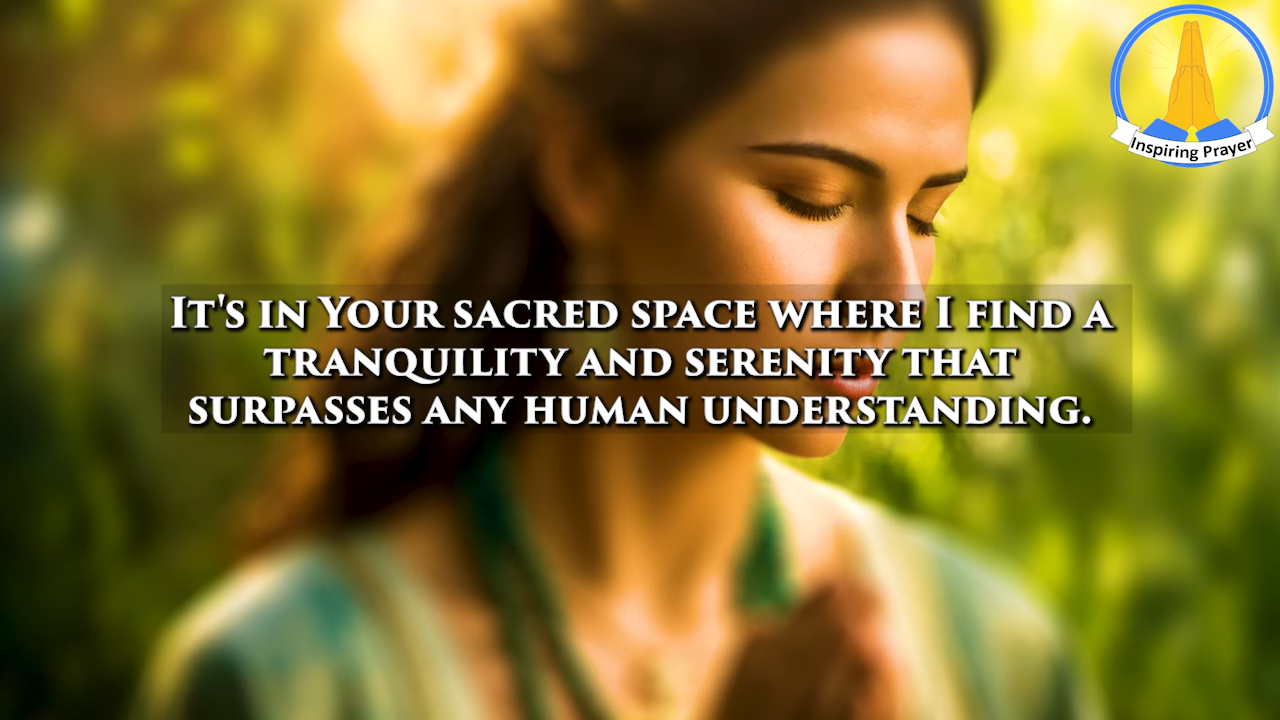 Inspiring Prayer
It's in Your sacred space where I find a
tranquility and serenity that
surpasses any human understanding.